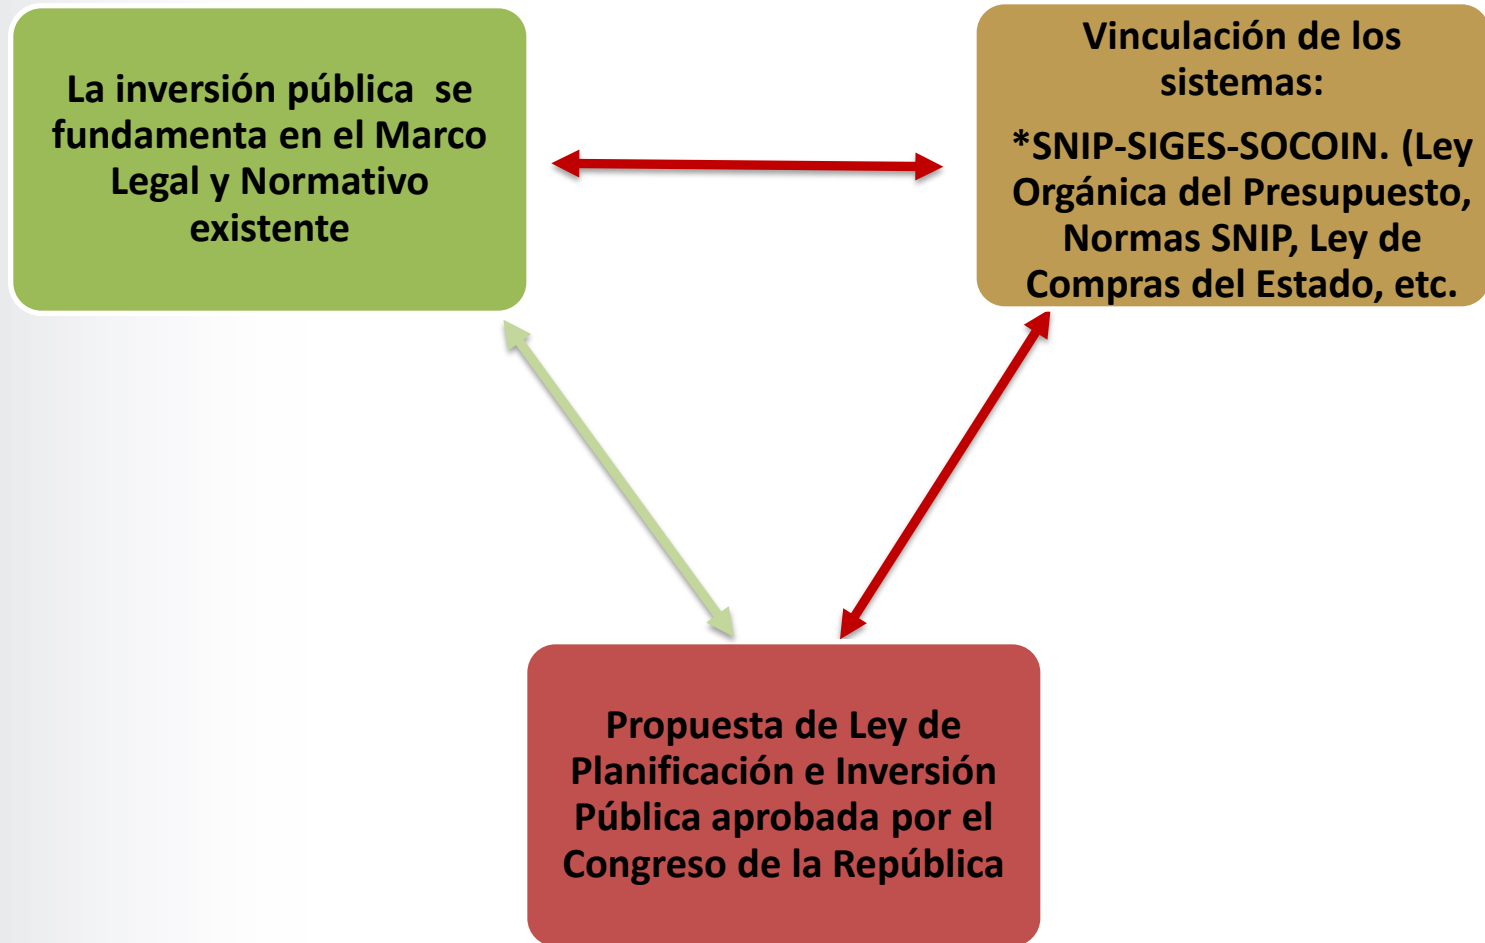 La inversión pública se
fundamenta en el Marco
Legal y Normativo
existente
Vinculación de los
sistemas:
*SNIP-SIGES-SOCOIN. (Ley
Orgánica del Presupuesto,
Normas SNIP, Ley de
Compras del Estado, etc.
Propuesta de Ley de
Planificación e Inversión
Pública aprobada por el
Congreso de la República